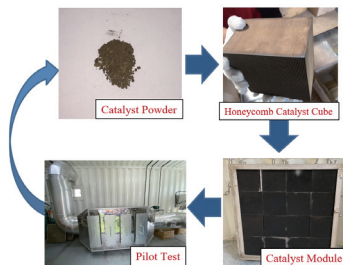 Catalyst Powder
Honeycomb Catalyst Cube
Pilot Test
Catalyst Module